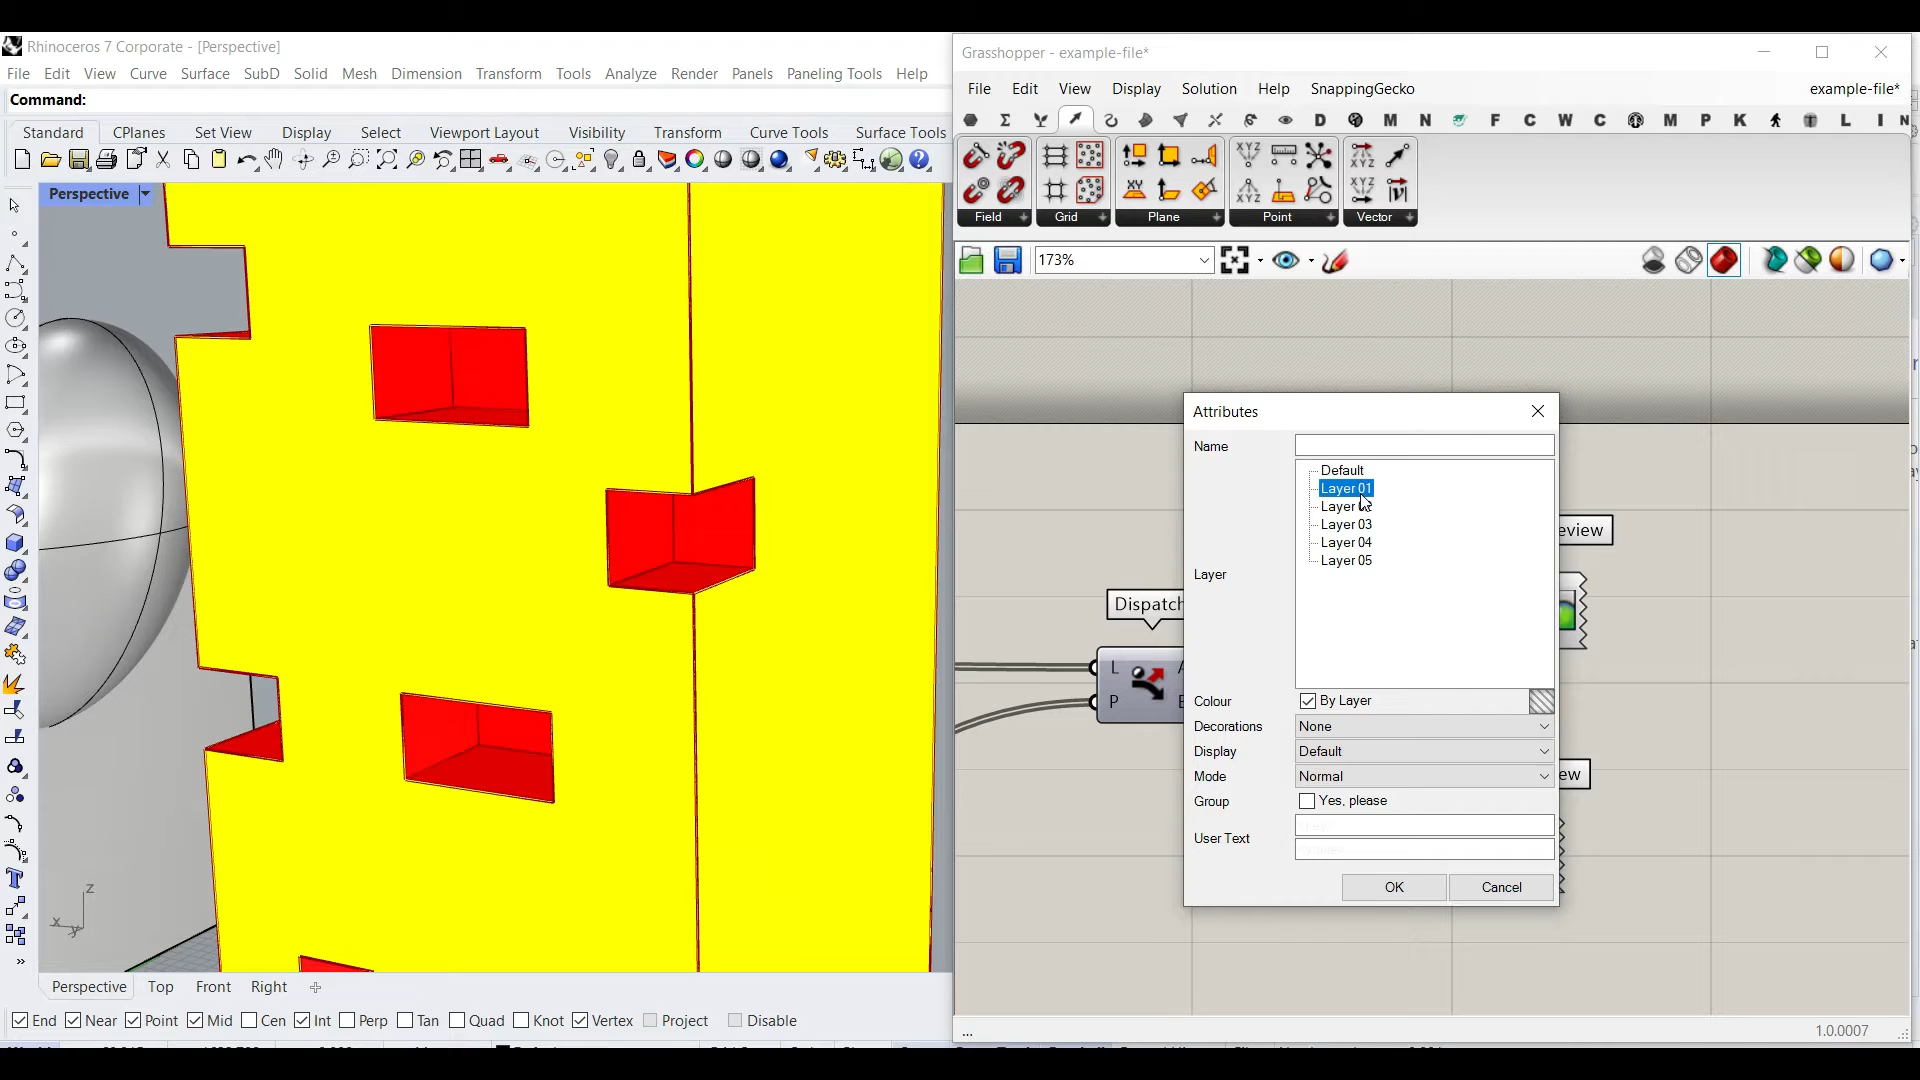 Rhinoceros 7 Corporate - [Perspective]
File Edit View Curve Surface SubD Solid Mesh Dimension Transform Tools Analyze Render Panels Paneling Tools Help
Command:
Standard CPlanes Set View Display Select Viewport Layout Visibility Transform Curve Tools Surface Tools
Perspective
z
x
y
Perspective Top Front Right
End Near Point Mid Cen Int Perp Tan Quad Knot Vertex Project Disable
Grasshopper - example-file*
File Edit View Display Solution Help SnappingGecko example-file*
D M N F C W C M P K L I N
Field Grid Plane Point Vector
173%
Dispatch
L
P
eview
ew
Attributes
Name
Layer
Default
Layer 01
Layer
Layer 03
Layer 04
Layer 05
Colour By Layer
Decorations None
Display Default
Mode Normal
Group Yes, please
User Text
OK Cancel
... 1.0.0007